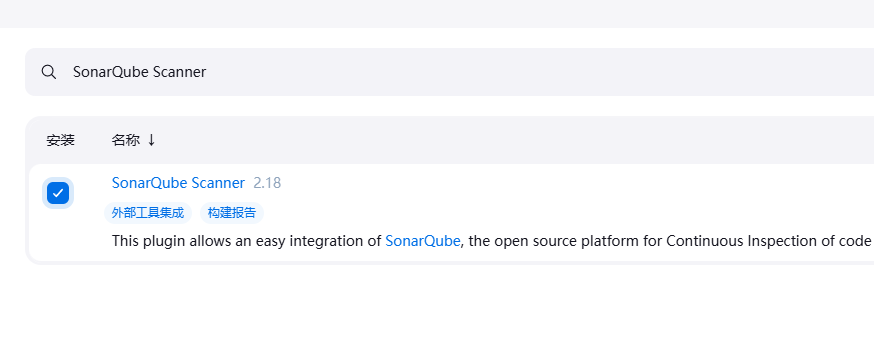 SonarQube Scanner
安装 名称 ↓
SonarQube Scanner 2.18
外部工具集成 构建报告
This plugin allows an easy integration of SonarQube, the open source platform for Continuous Inspection of code